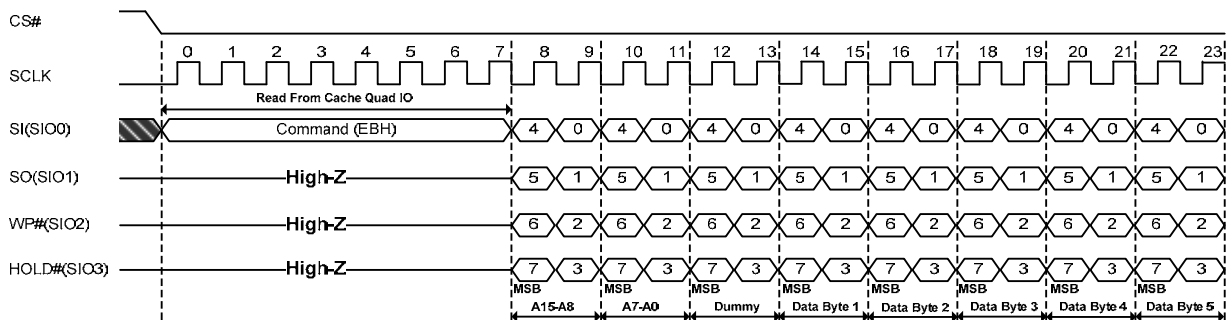 CS#
0 1 2 3 4 5 6 7 8 9 10 11 12 13 14 15 16 17 18 19 20 21 22 23
SCLK
Read From Cache Quad IO
SI(SIO0) Command (EBH) 4 0 4 0 4 0 4 0 4 0 4 0 4 0 4 0
SO(SIO1) High-Z 5 1 5 1 5 1 5 1 5 1 5 1 5 1 5 1
WP#(SIO2) High-Z 6 2 6 2 6 2 6 2 6 2 6 2 6 2 6 2
HOLD#(SIO3) High-Z 7 3 7 3 7 3 7 3 7 3 7 3 7 3 7 3
MSB MSB MSB MSB MSB MSB MSB MSB
A15-A8 A7-A0 Dummy Data Byte 1 Data Byte 2 Data Byte 3 Data Byte 4 Data Byte 5